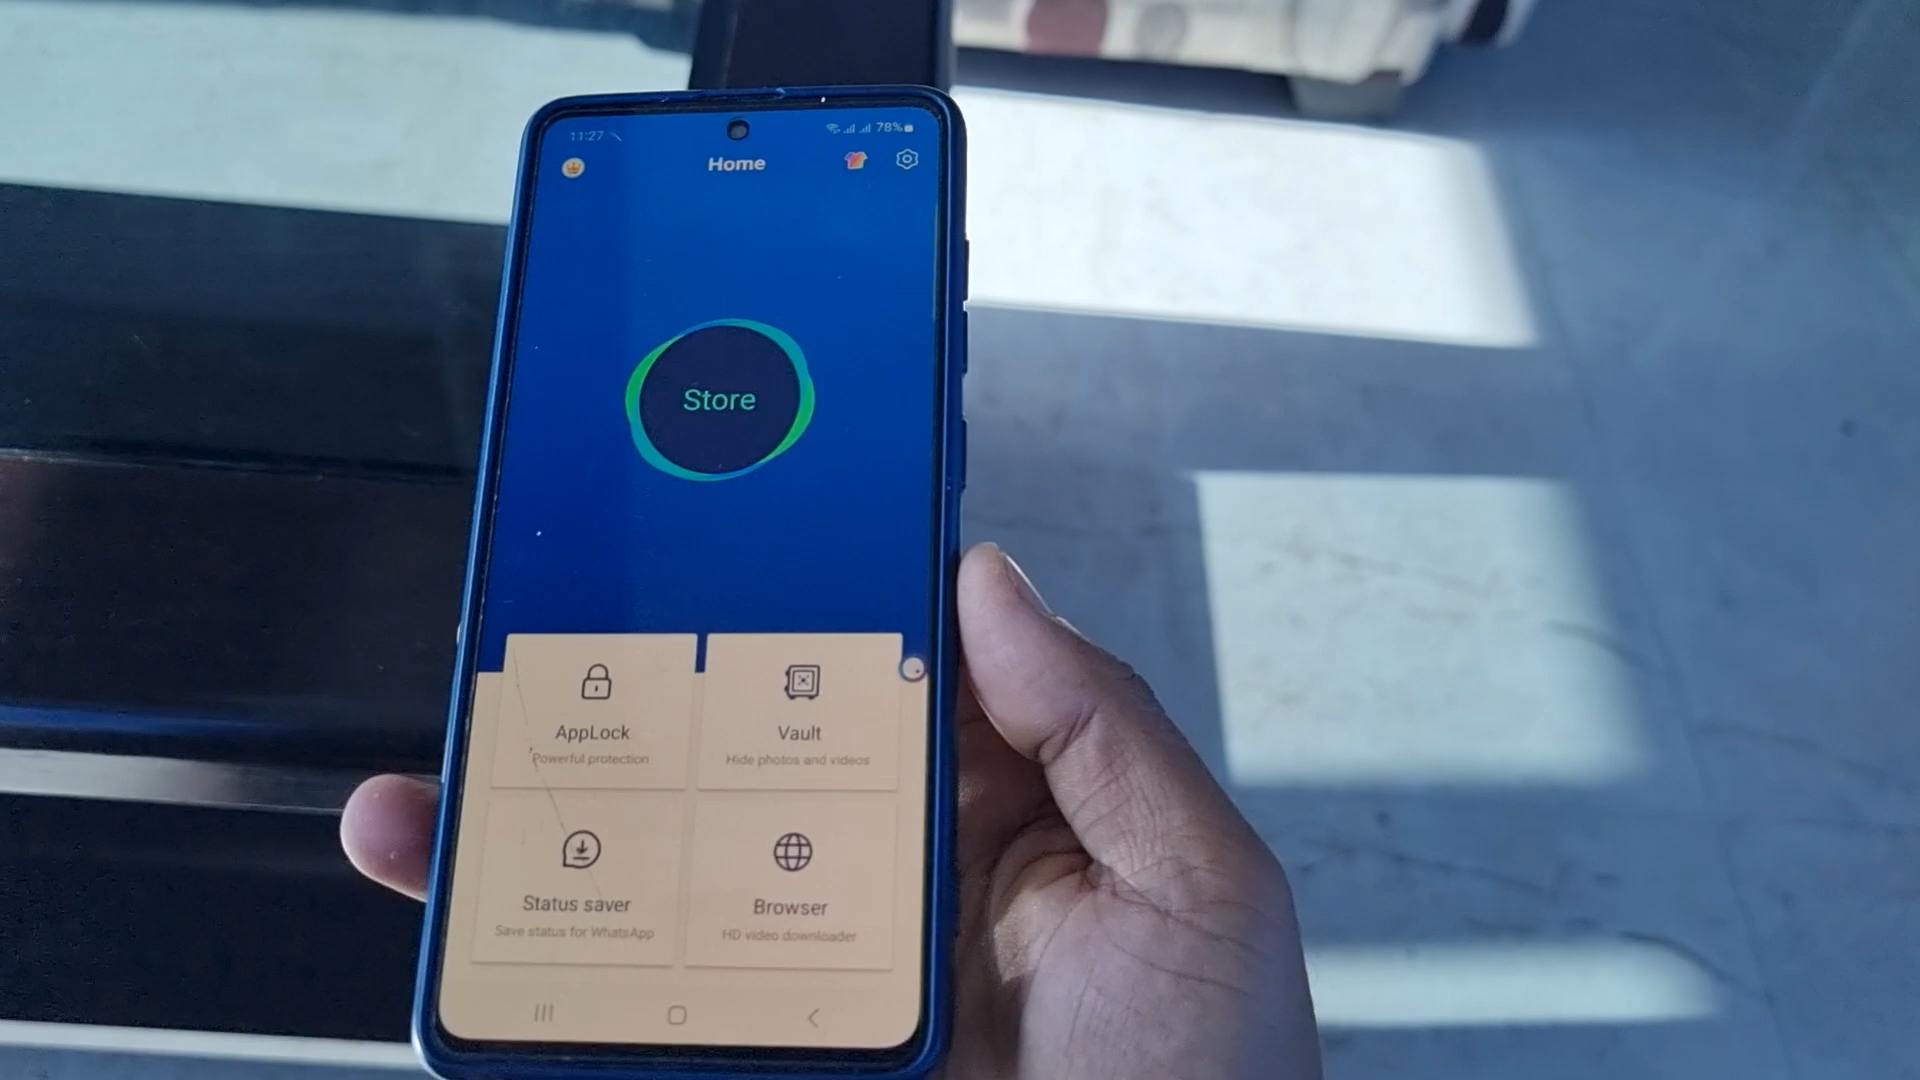 11:27
78%
Home
Store
AppLock
Powerful protection
Vault
Hide photos and videos
Status saver
Save status for WhatsApp
Browser
HD video downloader